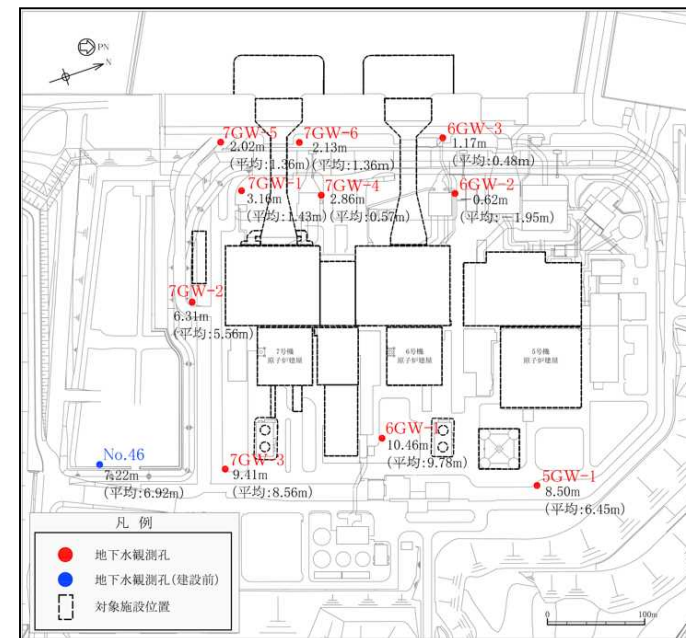 PN
N
7GW-5
2.02m
(平均:1.36m)
7GW-6
2.13m
(平均:1.36m)
6GW-3
1.17m
(平均:0.48m)
7GW-1
3.16m
(平均:1.43m)
7GW-4
2.86m
(平均:0.57m)
6GW-2
-0.62m
(平均:-1.95m)
7GW-2
6.31m
(平均:5.56m)
7号機
原子炉建屋
6号機
原子炉建屋
5号機
原子炉建屋
6GW-1
10.46m
(平均:9.78m)
No.46
7.22m
(平均:6.92m)
7GW-3
9.41m
(平均:8.56m)
5GW-1
8.50m
(平均:6.45m)
凡 例
地下水観測孔
地下水観測孔(建設前)
対象施設位置
0 100m